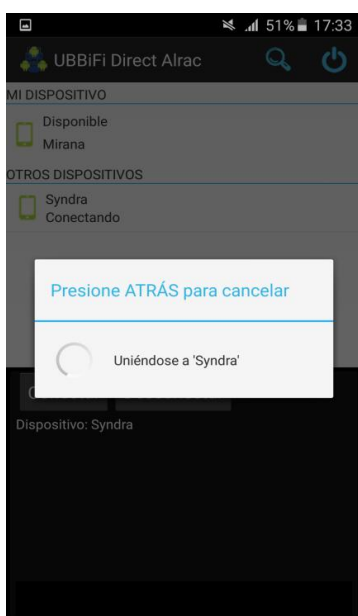 51% 17:33
UBBiFi Direct Alrac
MI DISPOSITIVO
Disponible
Mirana
OTROS DISPOSITIVOS
Syndra
Conectando
Presione ATRÁS para cancelar
Uniéndose a 'Syndra'
Dispositivo: Syndra